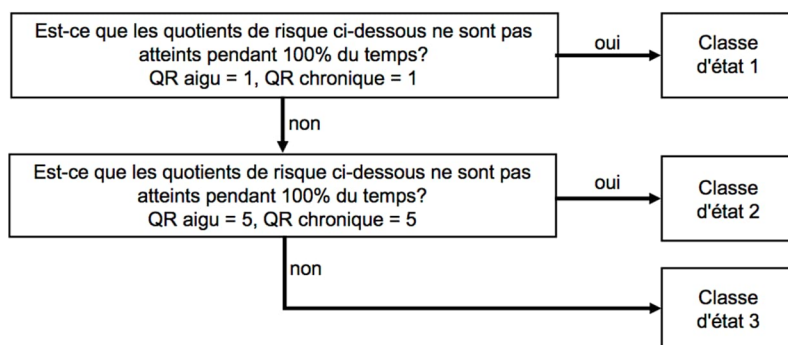 Est-ce que les quotients de risque ci-dessous ne sont pas
atteints pendant 100% du temps?
QR aigu = 1, QR chronique = 1
oui
Classe
d'état 1
non
Est-ce que les quotients de risque ci-dessous ne sont pas
atteints pendant 100% du temps?
QR aigu = 5, QR chronique = 5
oui
Classe
d'état 2
non
Classe
d'état 3